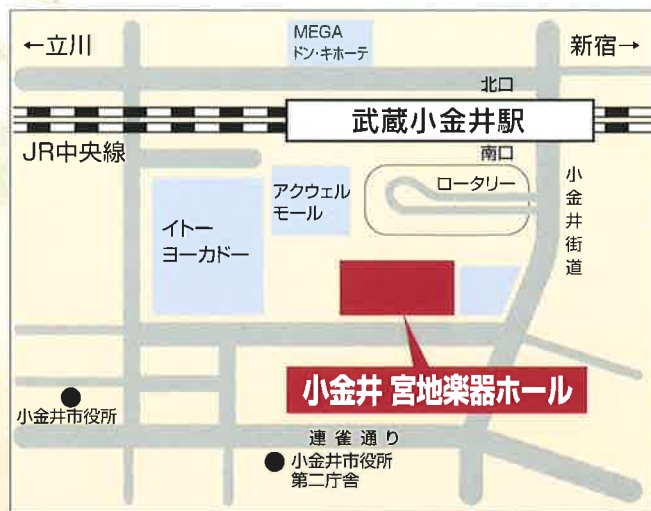 MEGA
ドン・キホーテ
←立川
新宿→
北口
武蔵小金井駅
JR中央線
南口
ロータリー
小金井街道
アクウェル
モール
イトー
ヨーカドー
小金井 宮地楽器ホール
小金井市役所
連雀通り
小金井市役所
第二庁舎